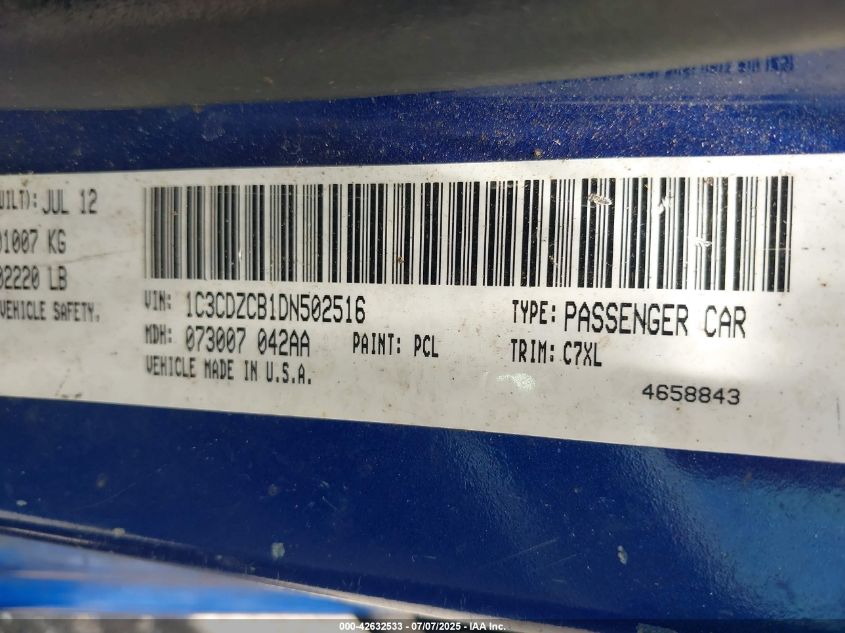 UILT): JUL 12
01007 KG
02220 LB
VEHICLE SAFETY.
VIN: 1C3CDZCB1DN502516
TYPE: PASSENGER CAR
MDH: 073007 042AA
PAINT: PCL
TRIM: C7XL
VEHICLE MADE IN U.S.A.
4658843
000-42632533 - 07/07/2025 - IAA Inc.